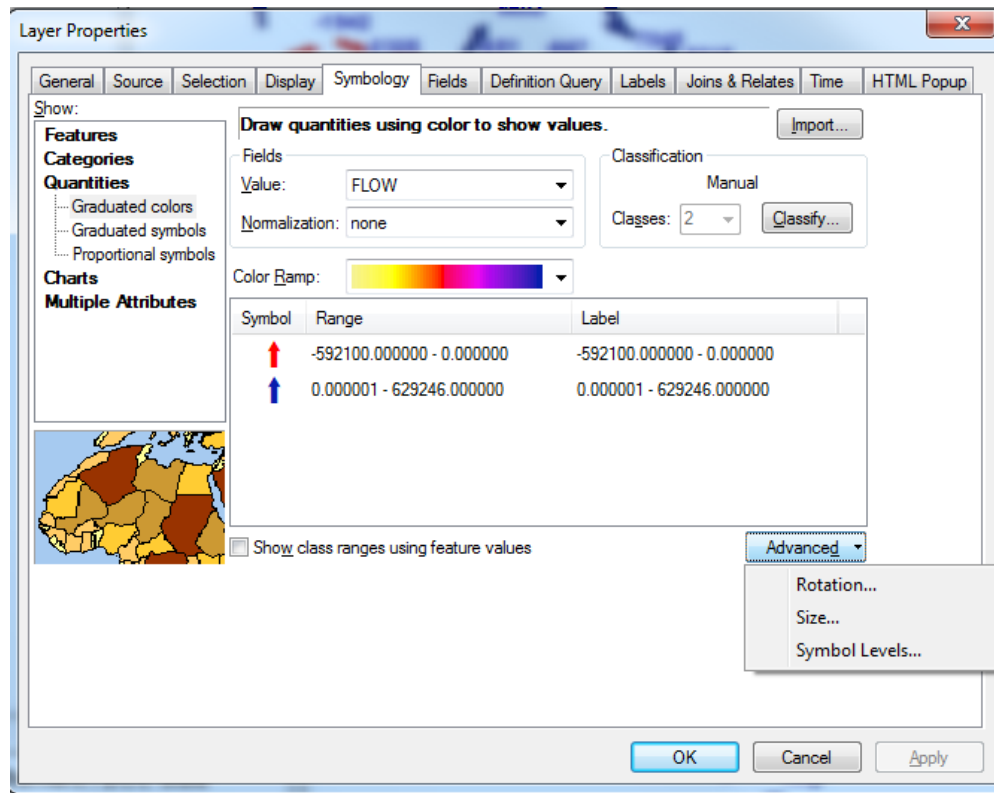 Layer Properties
General Source Selection Display Symbology Fields Definition Query Labels Joins & Relates Time HTML Popup
Show:
Features
Categories
Quantities
Graduated colors
Graduated symbols
Proportional symbols
Charts
Multiple Attributes
Draw quantities using color to show values.
Import...
Fields
Value: FLOW
Normalization: none
Classification
Manual
Classes: 2 Classify...
Color Ramp:
Symbol Range Label
-592100.000000 - 0.000000 -592100.000000 - 0.000000
0.000001 - 629246.000000 0.000001 - 629246.000000
Show class ranges using feature values
Advanced
Rotation...
Size...
Symbol Levels...
OK Cancel Apply